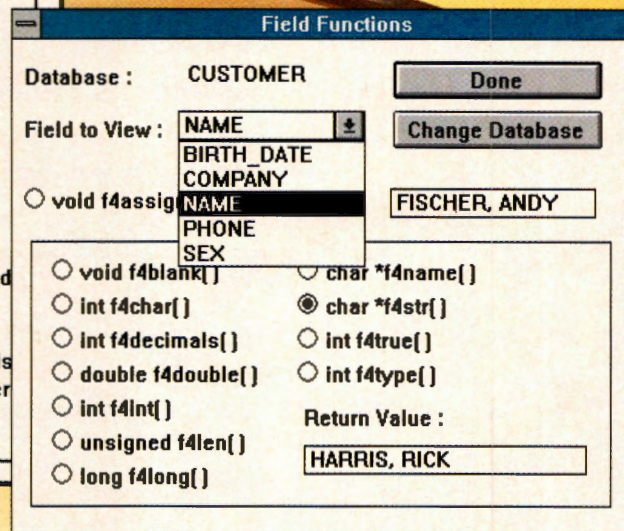 Field Functions
Database : CUSTOMER Done
Field to View : NAME Change Database
BIRTH_DATE
COMPANY
void f4assig NAME FISCHER, ANDY
PHONE
SEX
void f4blank() char *f4name()
int f4char() char *f4str()
int f4decimals() int f4true()
double f4double() int f4type()
int f4int()
Return Value :
unsigned f4len()
HARRIS, RICK
long f4long()